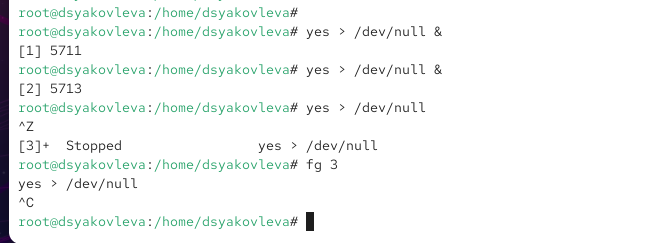 root@dsyakovleva:/home/dsyakovleva#
root@dsyakovleva:/home/dsyakovleva# yes > /dev/null &
[1] 5711
root@dsyakovleva:/home/dsyakovleva# yes > /dev/null &
[2] 5713
root@dsyakovleva:/home/dsyakovleva# yes > /dev/null
^Z
[3]+  Stopped                 yes > /dev/null
root@dsyakovleva:/home/dsyakovleva# fg 3
yes > /dev/null
^C
root@dsyakovleva:/home/dsyakovleva#